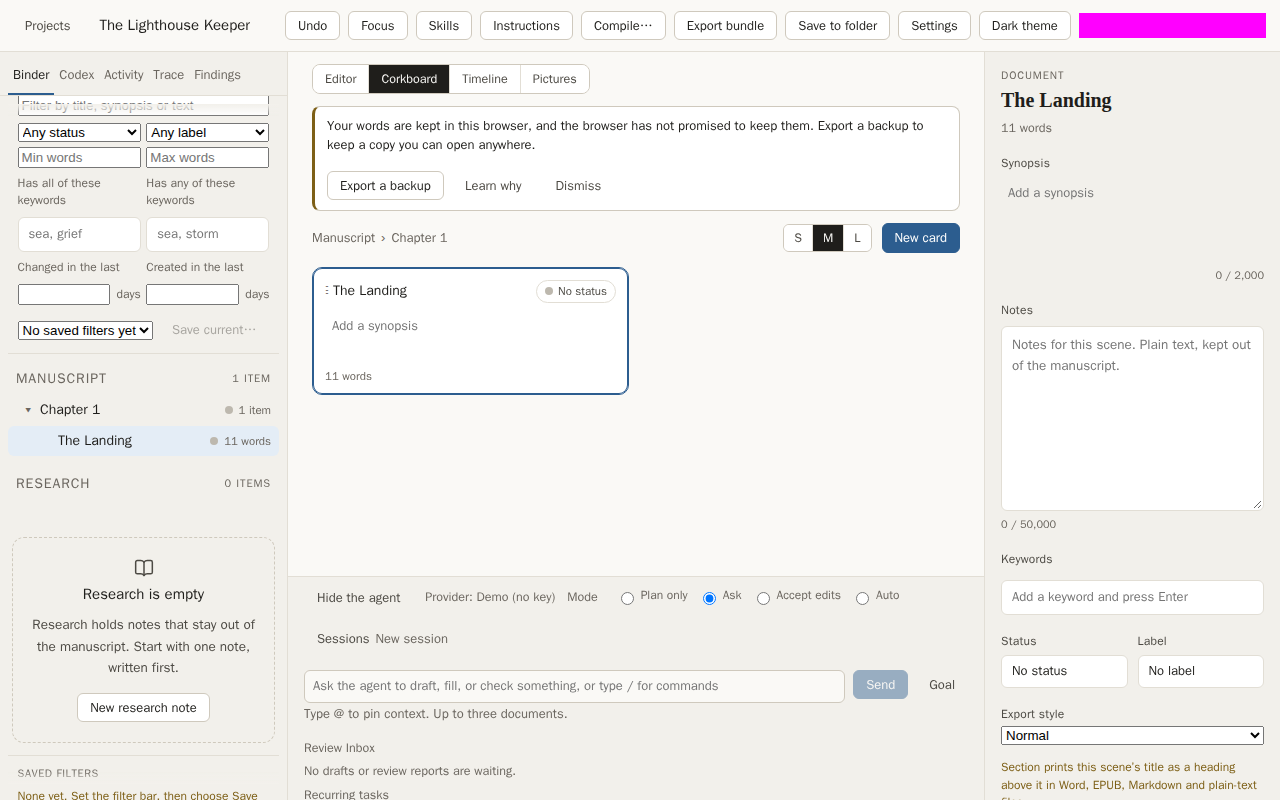 Projects
The Lighthouse Keeper
Undo
Focus
Skills
Instructions
Compile…
Export bundle
Save to folder
Settings
Dark theme
Binder
Codex
Activity
Trace
Findings
Filter by title, synopsis or text
Any status
Any label
Min words
Max words
Has all of these keywords
Has any of these keywords
sea, grief
sea, storm
Changed in the last
Created in the last
days
days
No saved filters yet
Save current…
MANUSCRIPT
1 ITEM
Chapter 1
1 item
The Landing
11 words
RESEARCH
0 ITEMS
Research is empty
Research holds notes that stay out of
the manuscript. Start with one note,
written first.
New research note
SAVED FILTERS
None yet. Set the filter bar, then choose Save
Editor
Corkboard
Timeline
Pictures
Your words are kept in this browser, and the browser has not promised to keep them. Export a backup to
keep a copy you can open anywhere.
Export a backup
Learn why
Dismiss
Manuscript › Chapter 1
S
M
L
New card
The Landing
No status
Add a synopsis
11 words
Hide the agent
Provider: Demo (no key)
Mode
Plan only
Ask
Accept edits
Auto
Sessions
New session
Ask the agent to draft, fill, or check something, or type / for commands
Send
Goal
Type @ to pin context. Up to three documents.
Review Inbox
No drafts or review reports are waiting.
Recurring tasks
DOCUMENT
The Landing
11 words
Synopsis
Add a synopsis
0 / 2,000
Notes
Notes for this scene. Plain text, kept out
of the manuscript.
0 / 50,000
Keywords
Add a keyword and press Enter
Status
Label
No status
No label
Export style
Normal
Section prints this scene's title as a heading
above it in Word, EPUB, Markdown and plain-text